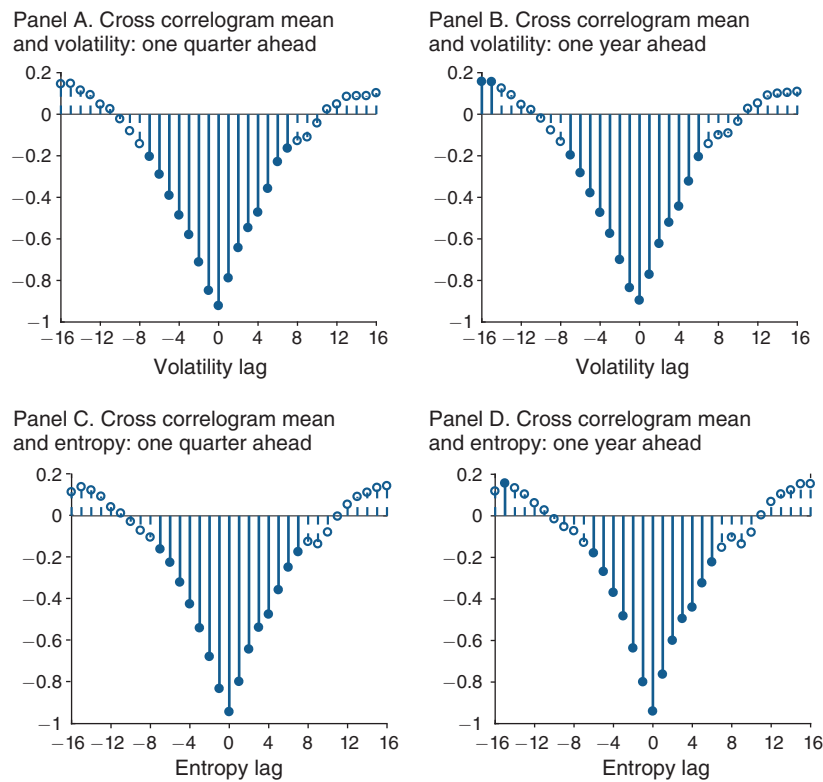 Panel A. Cross correlogram mean
and volatility: one quarter ahead
0.2
0
−0.2
−0.4
−0.6
−0.8
−1
−16 −12 −8 −4 0 4 8 12 16
Volatility lag
Panel B. Cross correlogram mean
and volatility: one year ahead
0.2
0
−0.2
−0.4
−0.6
−0.8
−1
−16 −12 −8 −4 0 4 8 12 16
Volatility lag
Panel C. Cross correlogram mean
and entropy: one quarter ahead
0.2
0
−0.2
−0.4
−0.6
−0.8
−1
−16 −12 −8 −4 0 4 8 12 16
Entropy lag
Panel D. Cross correlogram mean
and entropy: one year ahead
0.2
0
−0.2
−0.4
−0.6
−0.8
−1
−16 −12 −8 −4 0 4 8 12 16
Entropy lag